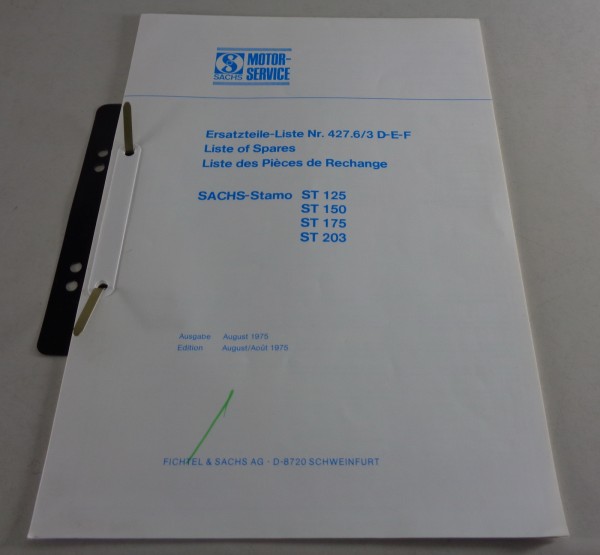 SACHS
MOTOR-
SERVICE
Ersatzteile-Liste Nr. 427.6/3 D-E-F
Liste of Spares
Liste des Pièces de Rechange
SACHS-Stamo ST 125
ST 150
ST 175
ST 203
Ausgabe August 1975
Edition August/Août 1975
FICHTEL & SACHS AG · D-8720 SCHWEINFURT